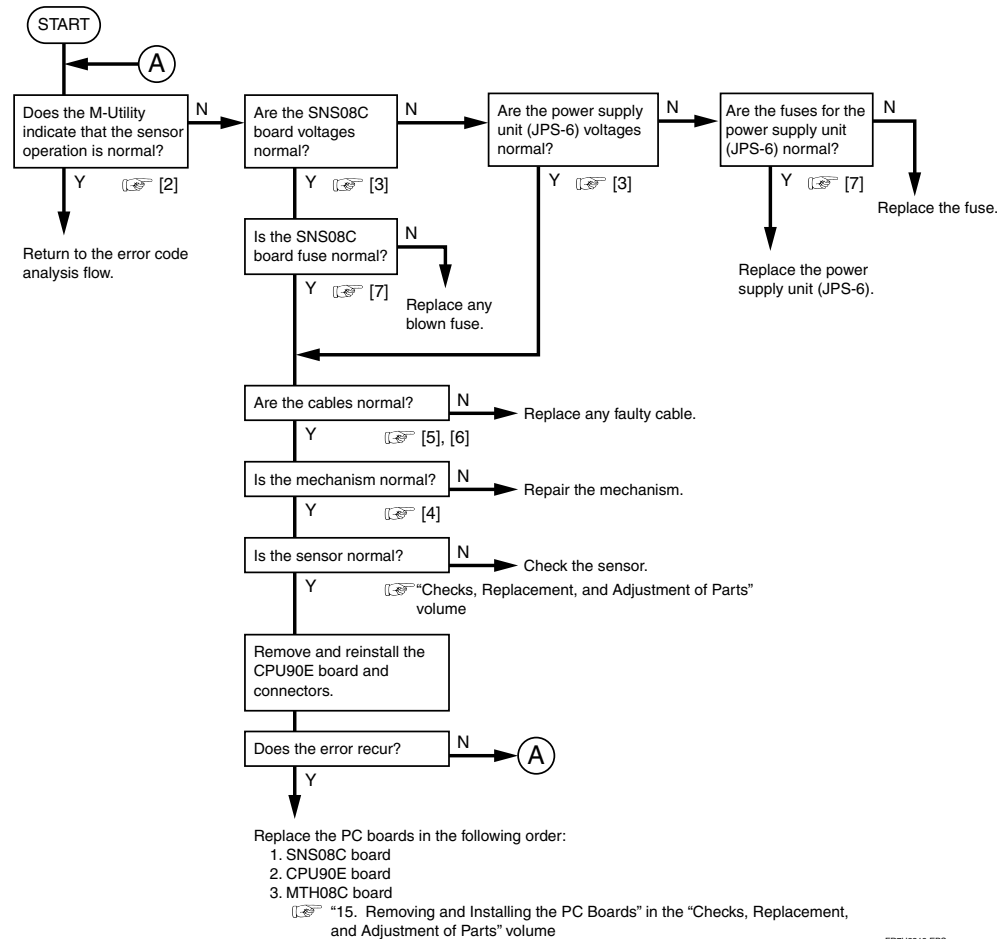 START
A
Does the M-Utility
indicate that the sensor
operation is normal?
N
Y
[2]
Return to the error code
analysis flow.
Are the SNS08C
board voltages
normal?
N
Y
[3]
Are the power supply
unit (JPS-6) voltages
normal?
N
Y
[3]
Are the fuses for the
power supply unit
(JPS-6) normal?
N
Y
[7]
Replace the fuse.
Replace the power
supply unit (JPS-6).
Is the SNS08C
board fuse normal?
N
Y
[7]
Replace any
blown fuse.
Are the cables normal?
N
Replace any faulty cable.
Y
[5], [6]
Is the mechanism normal?
N
Repair the mechanism.
Y
[4]
Is the sensor normal?
N
Check the sensor.
Y
“Checks, Replacement, and Adjustment of Parts”
volume
Remove and reinstall the
CPU90E board and
connectors.
Does the error recur?
N
A
Y
Replace the PC boards in the following order:
1. SNS08C board
2. CPU90E board
3. MTH08C board
“15. Removing and Installing the PC Boards” in the “Checks, Replacement,
and Adjustment of Parts” volume